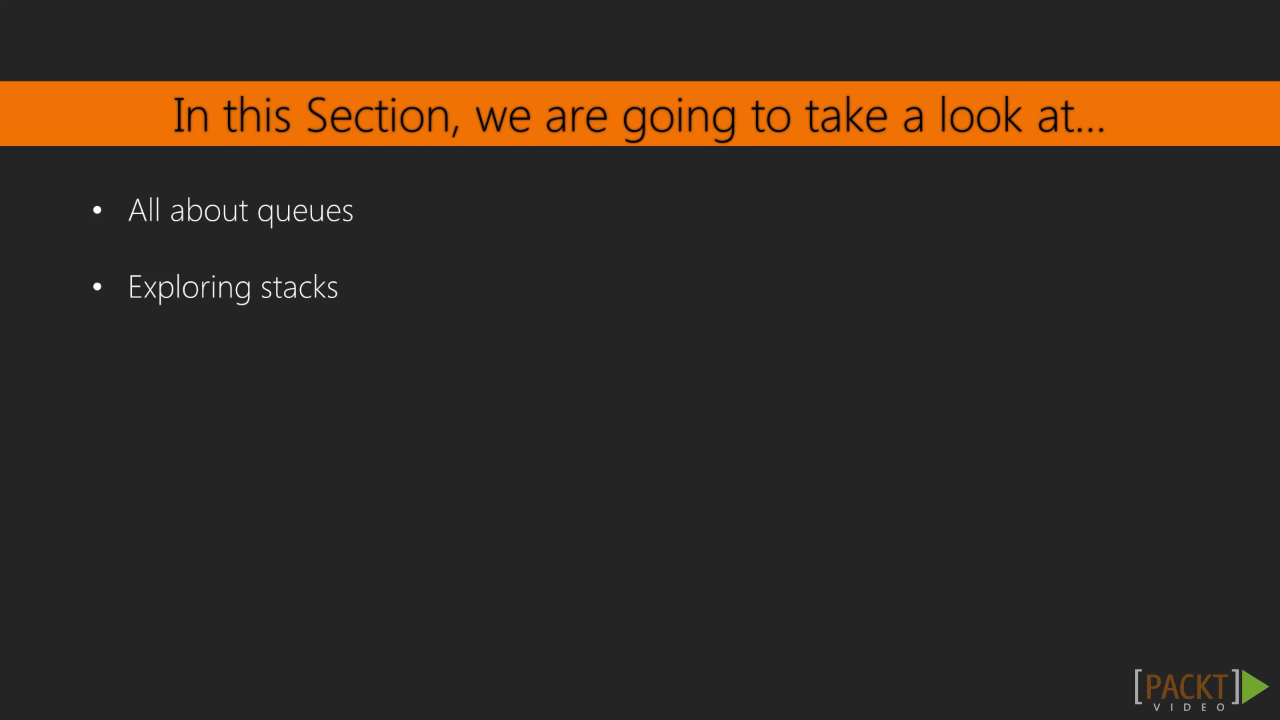 In this Section, we are going to take a look at...
• All about queues
• Exploring stacks
[PACKT]
VIDEO